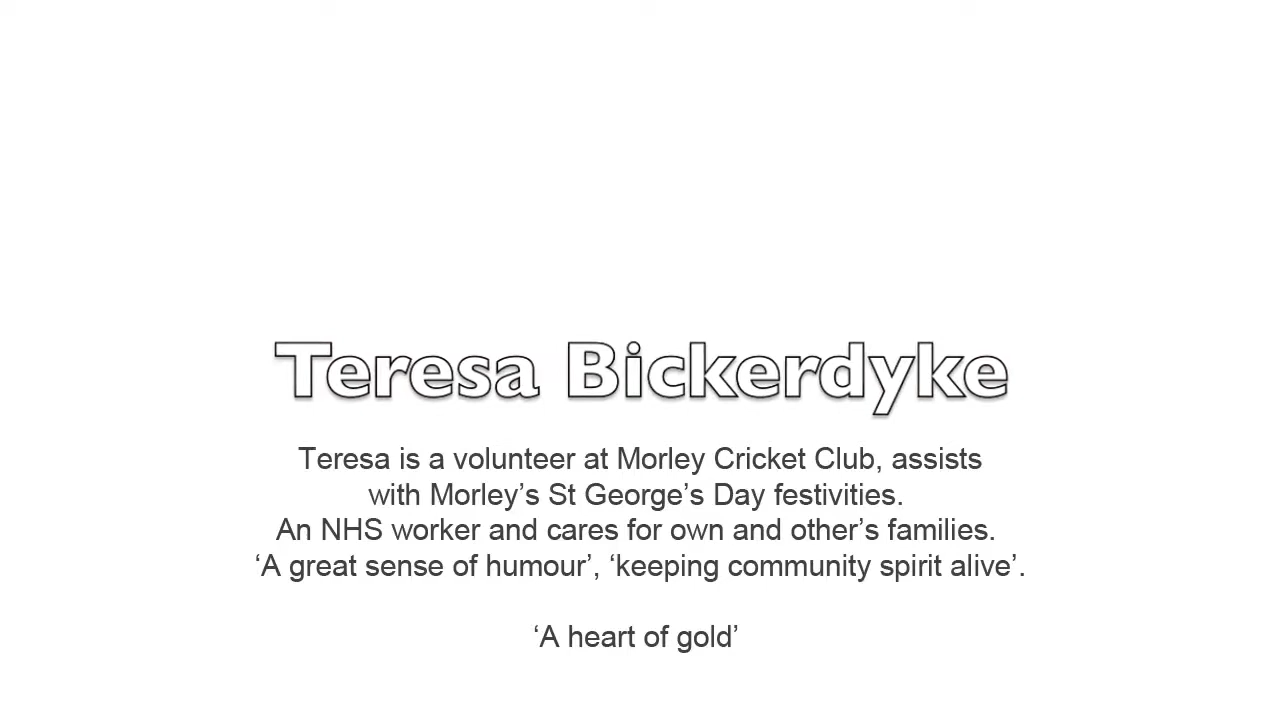 Teresa Bickerdyke
Teresa is a volunteer at Morley Cricket Club, assists
with Morley’s St George’s Day festivities.
An NHS worker and cares for own and other’s families.
‘A great sense of humour’, ‘keeping community spirit alive’.
‘A heart of gold’